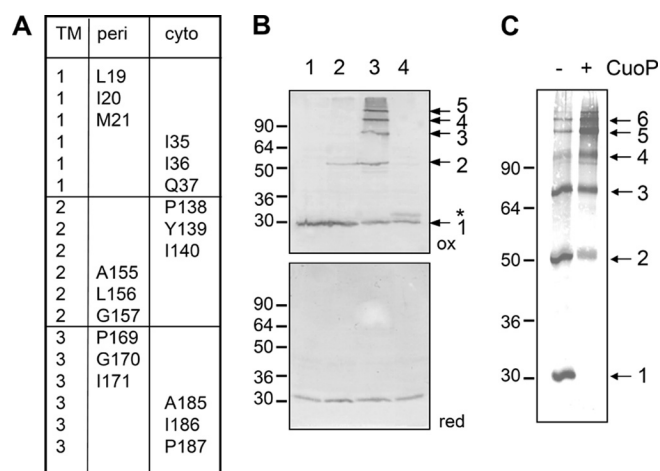 A
TM peri cyto
1 L19
1 I20
1 M21
1 I35
1 I36
1 Q37
2 P138
2 Y139
2 I140
2 A155
2 L156
2 G157
3 P169
3 G170
3 I171
3 A185
3 I186
3 P187
B
1 2 3 4
90
64
50
36
30
5
4
3
2
*
1
ox
90
64
50
36
30
red
C
- + CuoP
90
64
50
36
30
6
5
4
3
2
1